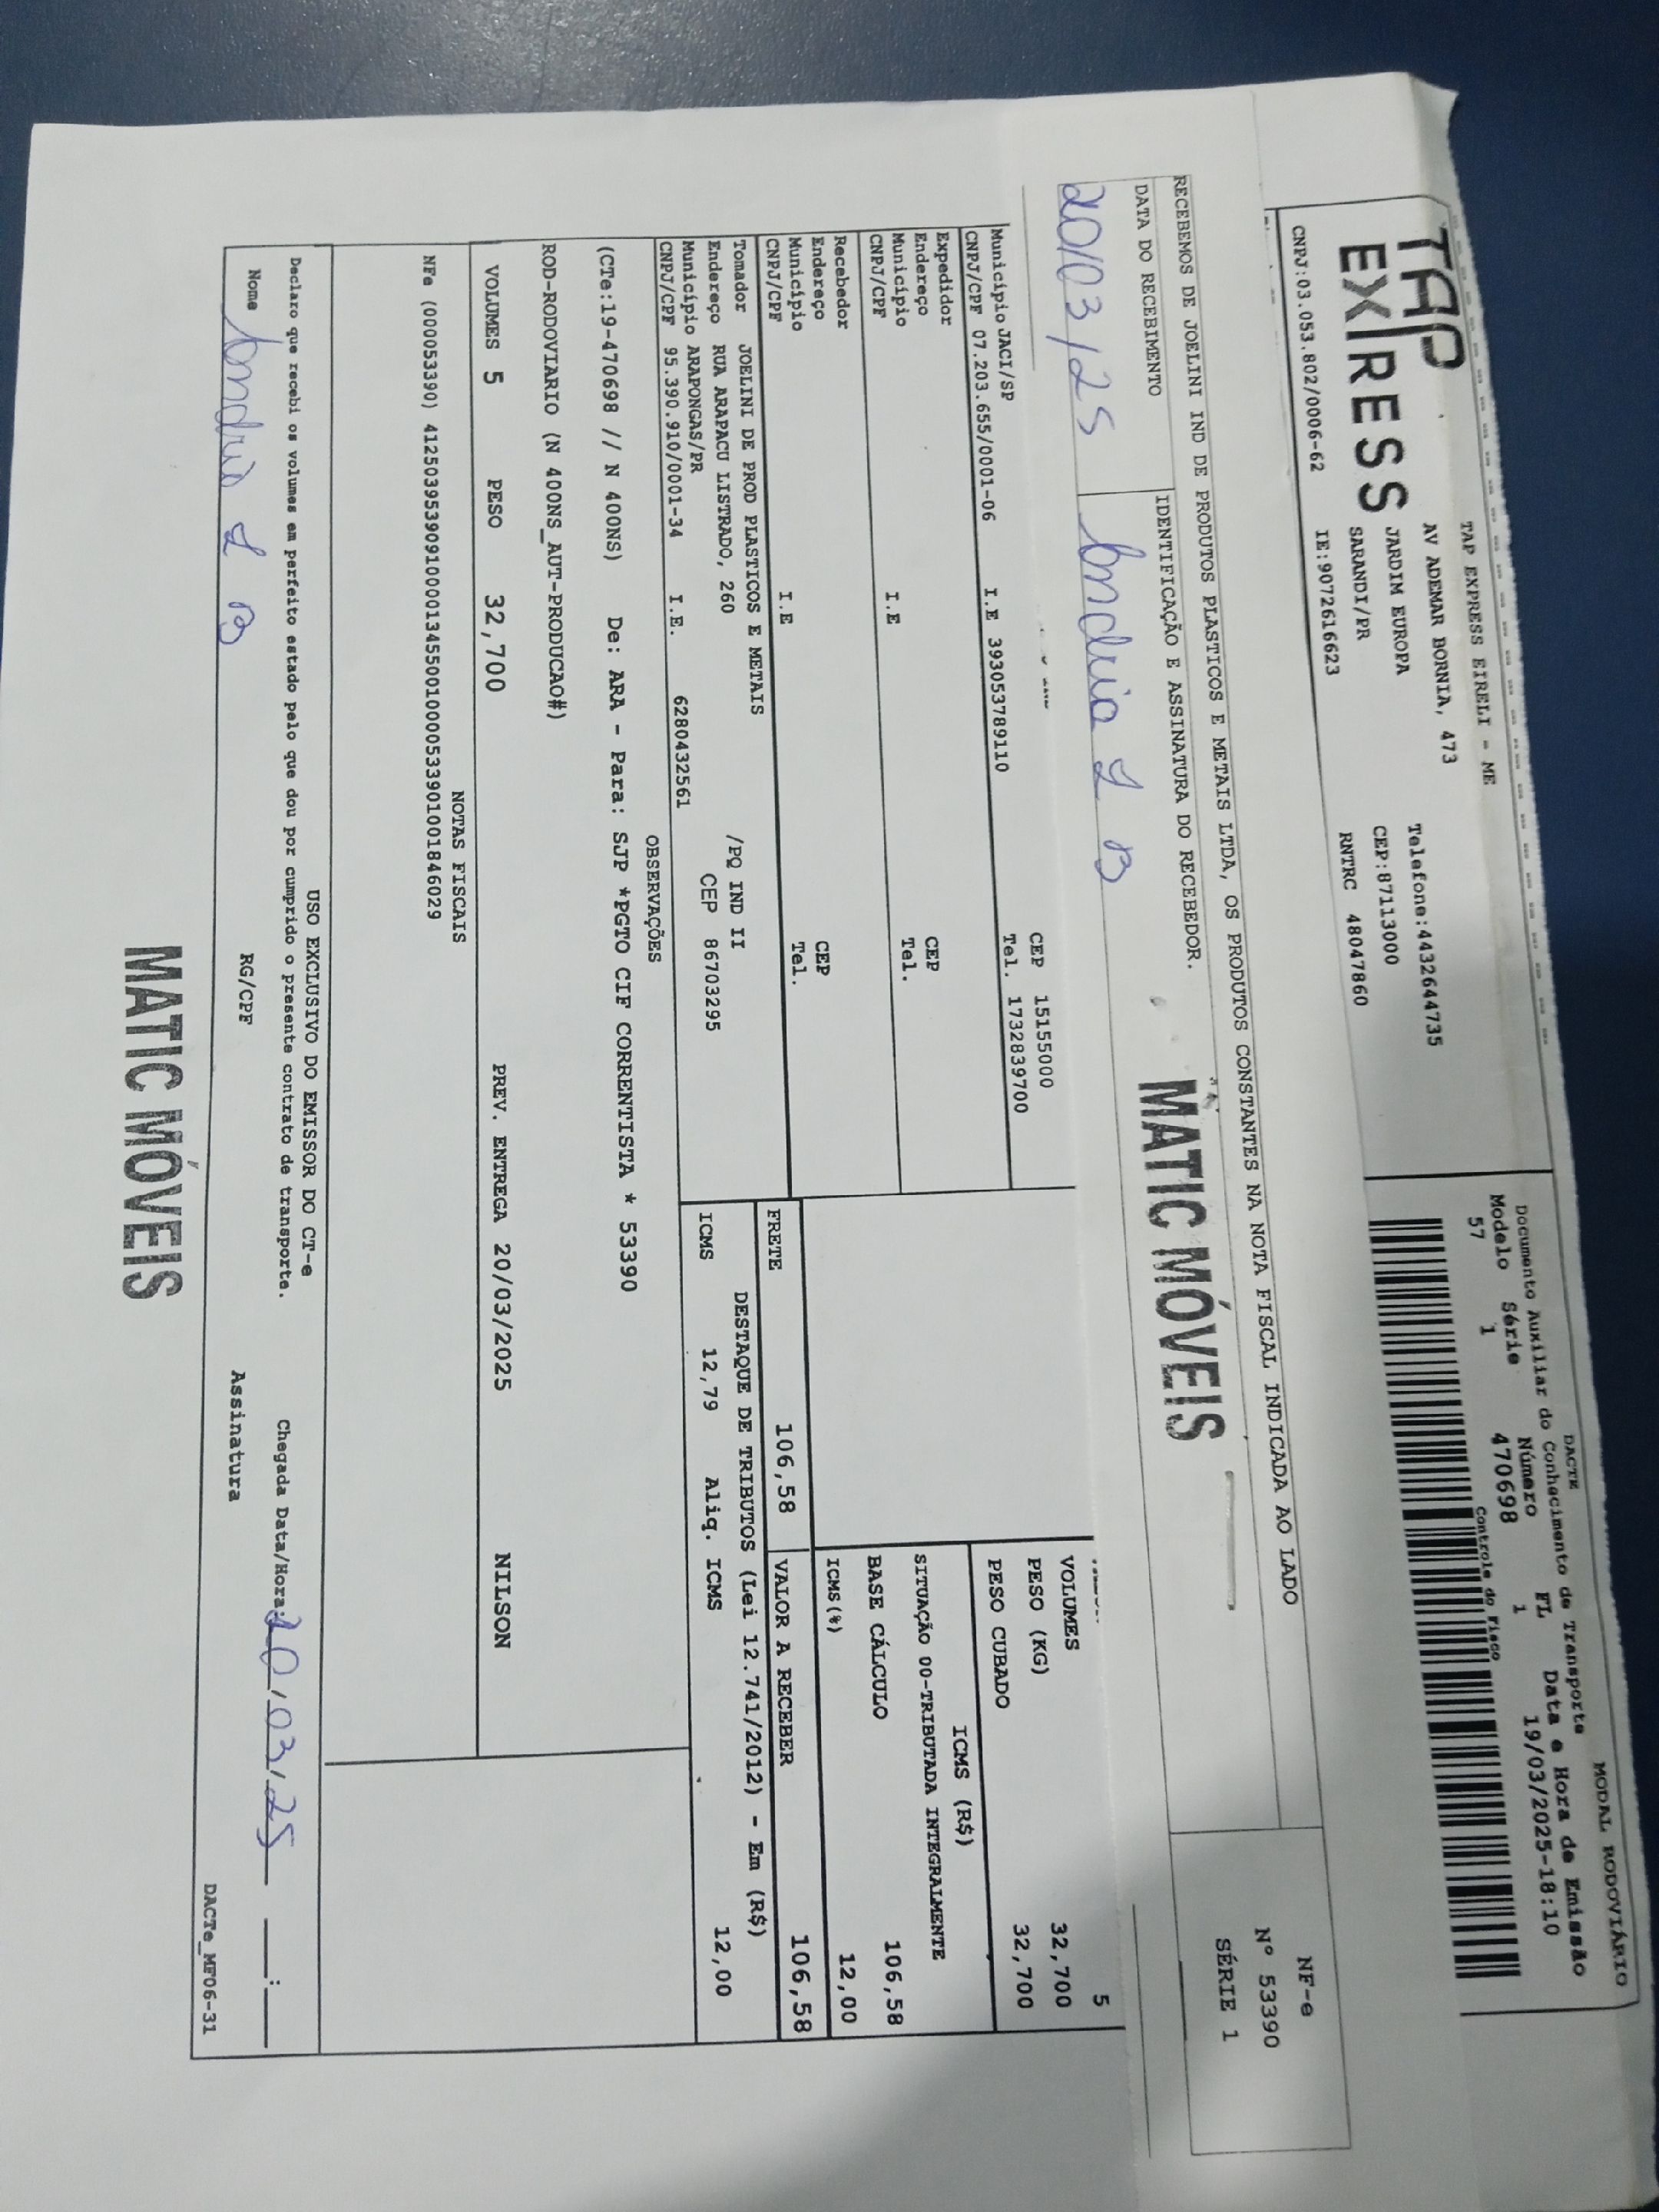 TAP EXPRESS
TAP EXPRESS EIRELI - ME
AV ADEMAR BORNIA, 473
JARDIM EUROPA
SARANDI/PR
Telefone:4432644735
CEP:87113000
RNTRC 48047860
CNPJ:03.053.802/0006-62 IE:9072616623
MODAL RODOVIÁRIO
DACTE
Documento Auxiliar do Conhecimento de Transporte
Modelo Série Número FL Data e Hora de Emissão
57 1 470698 1 19/03/2025-18:10
Controle do Fisco
RECEBEMOS DE JOELINI IND DE PRODUTOS PLASTICOS E METAIS LTDA, OS PRODUTOS CONSTANTES NA NOTA FISCAL INDICADA AO LADO
DATA DO RECEBIMENTO IDENTIFICAÇÃO E ASSINATURA DO RECEBEDOR.
20/03/25
MATIC MÓVEIS
NF-e
Nº 53390
SÉRIE 1
CEP 15155000
Município JACI/SP Tel. 1732839700
CNPJ/CPF 07.203.655/0001-06 I.E 393053789110
Expedidor
Endereço CEP
Município Tel.
CNPJ/CPF I.E
Recebedor
Endereço CEP
Município Tel.
CNPJ/CPF I.E
VOLUMES 5
PESO (KG) 32,700
PESO CUBADO 32,700
ICMS (R$)
SITUAÇÃO 00-TRIBUTADA INTEGRALMENTE
BASE CÁLCULO 106,58
ICMS(%) 12,00
Tomador JOELINI DE PROD PLASTICOS E METAIS
Endereço RUA ARAPACU LISTRADO, 260 /PQ IND II
Município ARAPONGAS/PR CEP 86703295
CNPJ/CPF 95.390.910/0001-34 I.E. 6280432561
FRETE 106,58 VALOR A RECEBER 106,58
DESTAQUE DE TRIBUTOS (Lei 12.741/2012) - Em (R$)
ICMS 12,79 Aliq. ICMS 12,00
OBSERVAÇÕES
(CTe:19-470698 // N 400NS) De: ARA - Para: SJP *PGTO CIF CORRENTISTA * 53390
ROD-RODOVIARIO (N 400NS_AUT-PRODUCAO#)
VOLUMES 5 PESO 32,700 PREV. ENTREGA 20/03/2025 NILSON
NOTAS FISCAIS
NFe (000053390) 41250395390910000134550010000533901001846029
USO EXCLUSIVO DO EMISSOR DO CT-e
Declaro que recebi os volumes em perfeito estado pelo que dou por cumprido o presente contrato de transporte. Chegada Data/Hora: 20/03/25 __:__
Nome RG/CPF Assinatura
DACTe_MF06-31
MATIC MÓVEIS